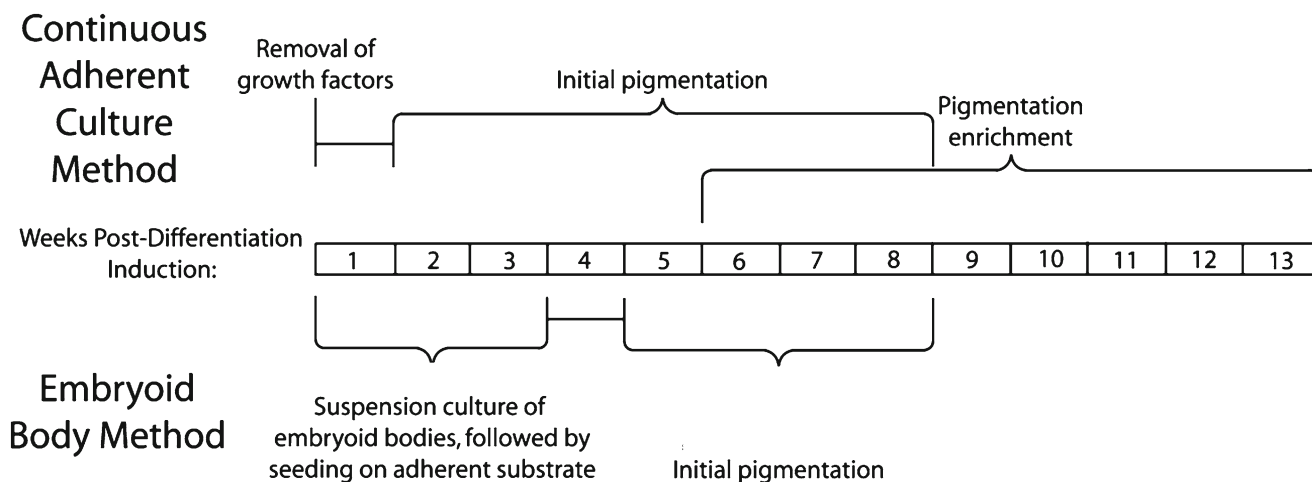 Continuous
Adherent
Culture
Method
Removal of
growth factors
Initial pigmentation
Pigmentation
enrichment
Weeks Post-Differentiation
Induction:
1 2 3 4 5 6 7 8 9 10 11 12 13
Embryoid
Body Method
Suspension culture of
embryoid bodies, followed by
seeding on adherent substrate
Initial pigmentation